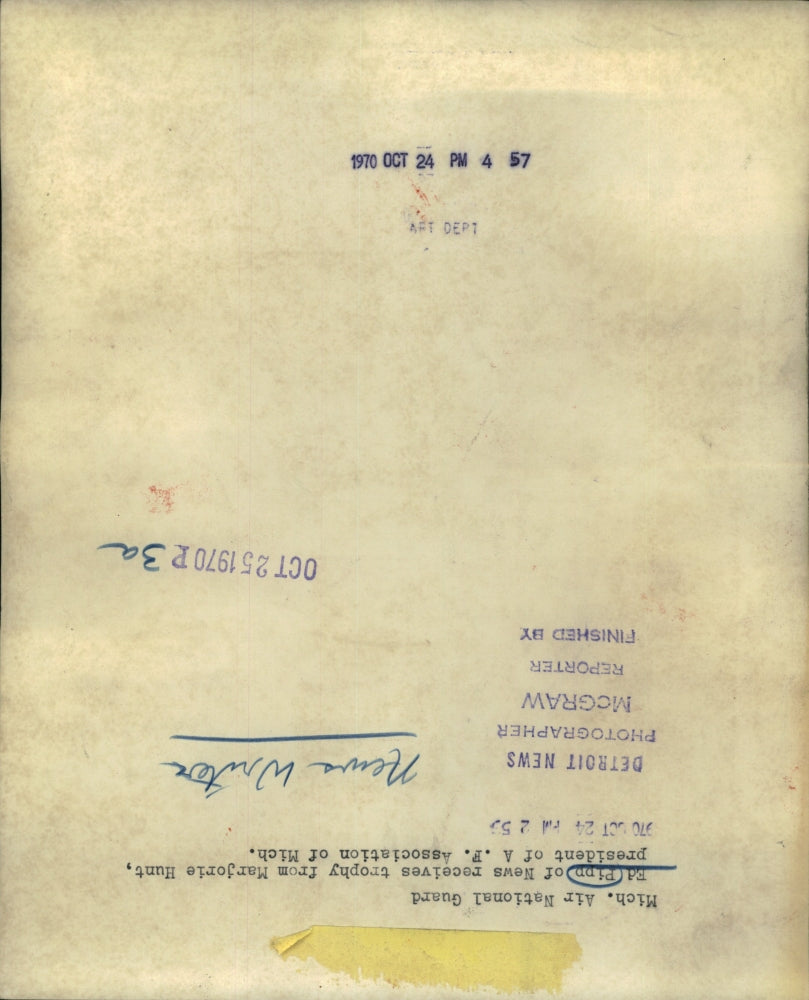 1970 OCT 24 PM 4 57
ART DEPT
Mich. Air National Guard
Ed Pipp of News receives trophy from Marjorie Hunt,
president of A .F. Association of Mich.
970 OCT 24 PM 2 53
News Writer
DETROIT NEWS
PHOTOGRAPHER
McGRAW
REPORTER
FINISHED BY
OCT 25 1970 P 3a